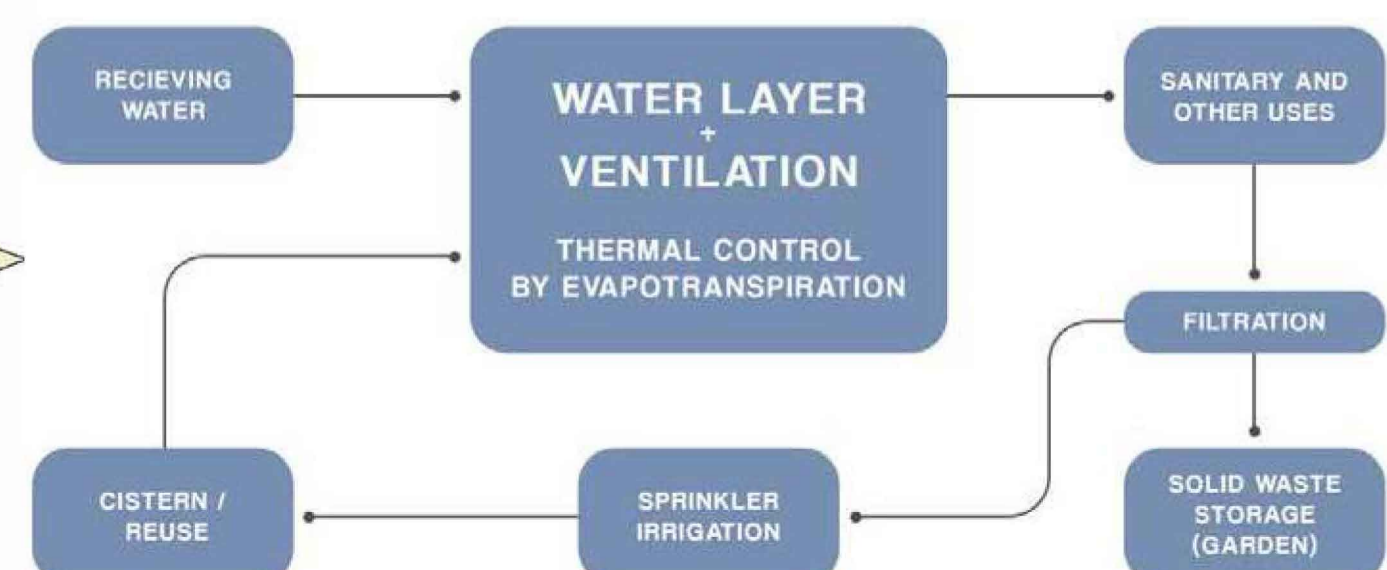 RECIEVING
WATER
WATER LAYER
+
VENTILATION
THERMAL CONTROL
BY EVAPOTRANSPIRATION
SANITARY AND
OTHER USES
FILTRATION
CISTERN /
REUSE
SPRINKLER
IRRIGATION
SOLID WASTE
STORAGE
(GARDEN)